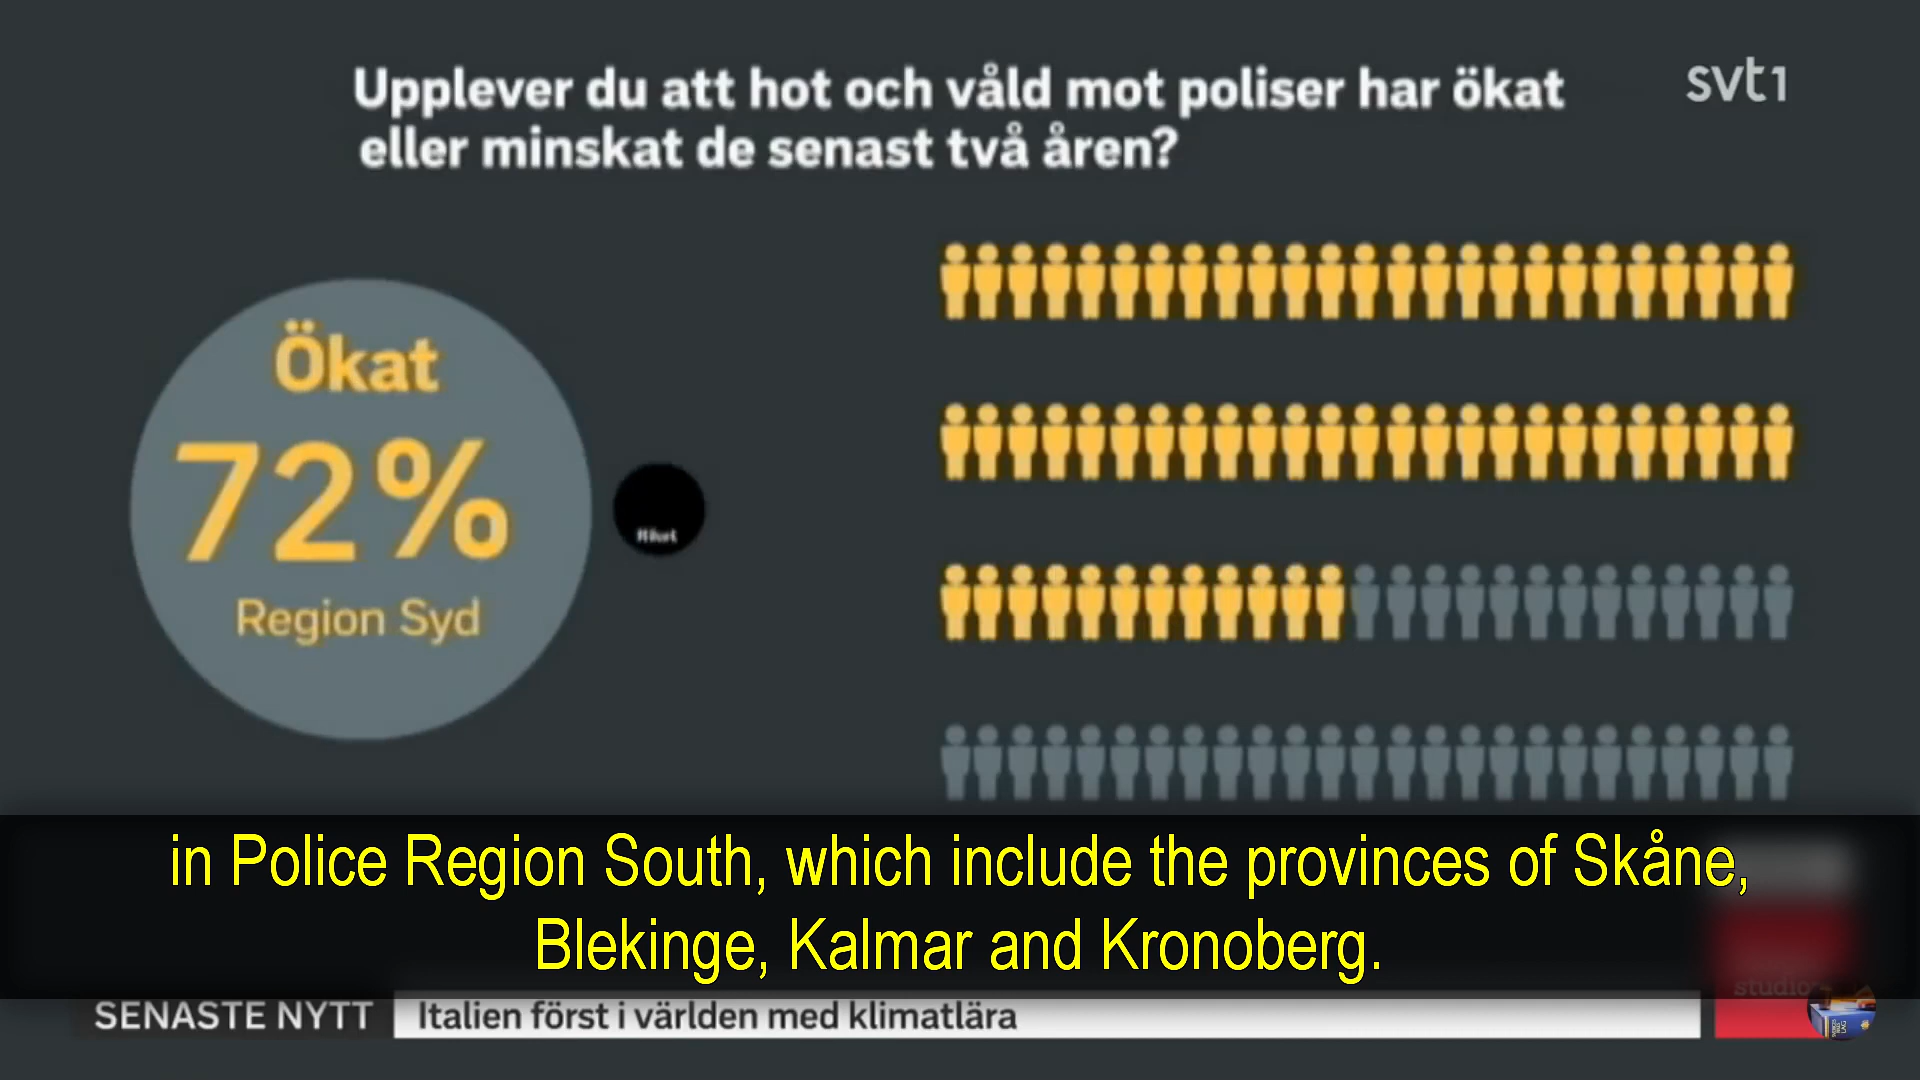 Upplever du att hot och våld mot poliser har ökat
eller minskat de senast två åren?
svt1
Ökat
72%
Region Syd
in Police Region South, which include the provinces of Skåne,
Blekinge, Kalmar and Kronoberg.
studio
SENASTE NYTT
Italien först i världen med klimatlära